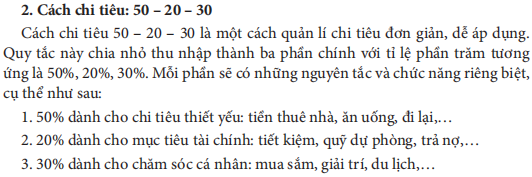 2. Cách chi tiêu: 50 – 20 – 30
Cách chi tiêu 50 – 20 – 30 là một cách quản lí chi tiêu đơn giản, dễ áp dụng.
Quy tắc này chia nhỏ thu nhập thành ba phần chính với tỉ lệ phần trăm tương
ứng là 50%, 20%, 30%. Mỗi phần sẽ có những nguyên tắc và chức năng riêng biệt,
cụ thể như sau:
1. 50% dành cho chi tiêu thiết yếu: tiền thuê nhà, ăn uống, đi lại,…
2. 20% dành cho mục tiêu tài chính: tiết kiệm, quỹ dự phòng, trả nợ,…
3. 30% dành cho chăm sóc cá nhân: mua sắm, giải trí, du lịch,…